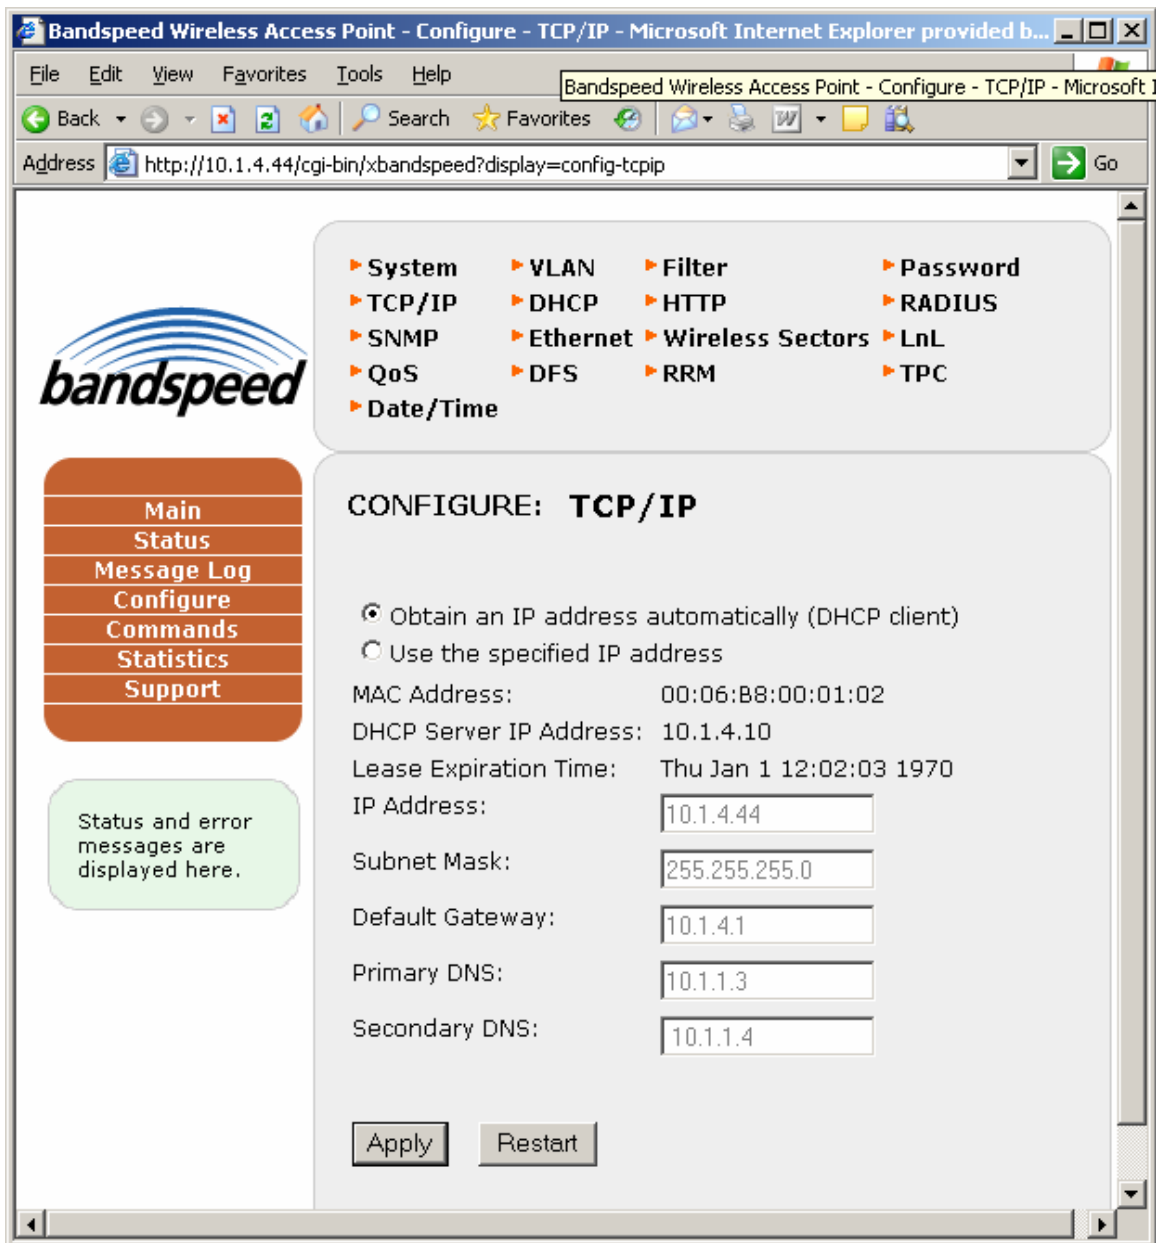 Bandspeed Wireless Access Point - Configure - TCP/IP - Microsoft Internet Explorer provided b...
File Edit View Favorites Tools Help
Bandspeed Wireless Access Point - Configure - TCP/IP - Microsoft I
Back Search Favorites
Address http://10.1.4.44/cgi-bin/xbandspeed?display=config-tcpip Go
System VLAN Filter Password
TCP/IP DHCP HTTP RADIUS
SNMP Ethernet Wireless Sectors LnL
QoS DFS RRM TPC
Date/Time
bandspeed
Main
Status
Message Log
Configure
Commands
Statistics
Support
Status and error
messages are
displayed here.
CONFIGURE: TCP/IP
Obtain an IP address automatically (DHCP client)
Use the specified IP address
MAC Address: 00:06:B8:00:01:02
DHCP Server IP Address: 10.1.4.10
Lease Expiration Time: Thu Jan 1 12:02:03 1970
IP Address: 10.1.4.44
Subnet Mask: 255.255.255.0
Default Gateway: 10.1.4.1
Primary DNS: 10.1.1.3
Secondary DNS: 10.1.1.4
Apply Restart